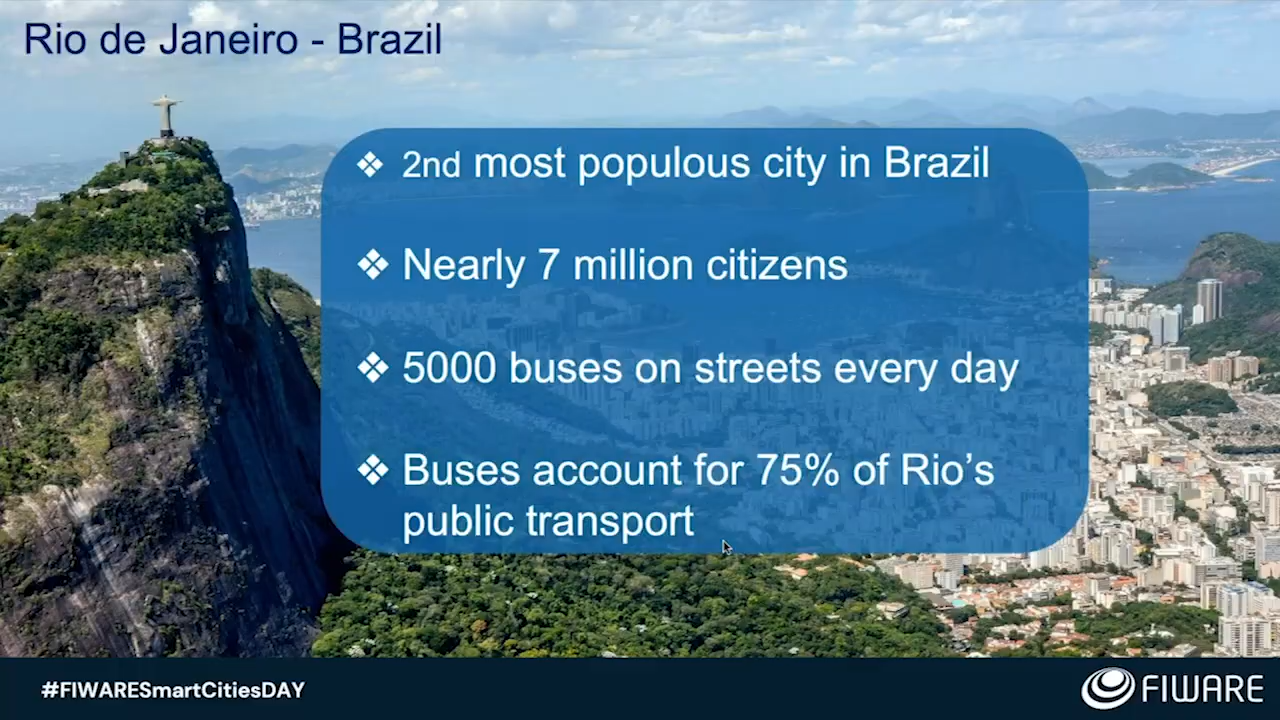 Rio de Janeiro - Brazil
❖ 2nd most populous city in Brazil
❖ Nearly 7 million citizens
❖ 5000 buses on streets every day
❖ Buses account for 75% of Rio’s
public transport
#FIWARESmartCitiesDAY
FIWARE